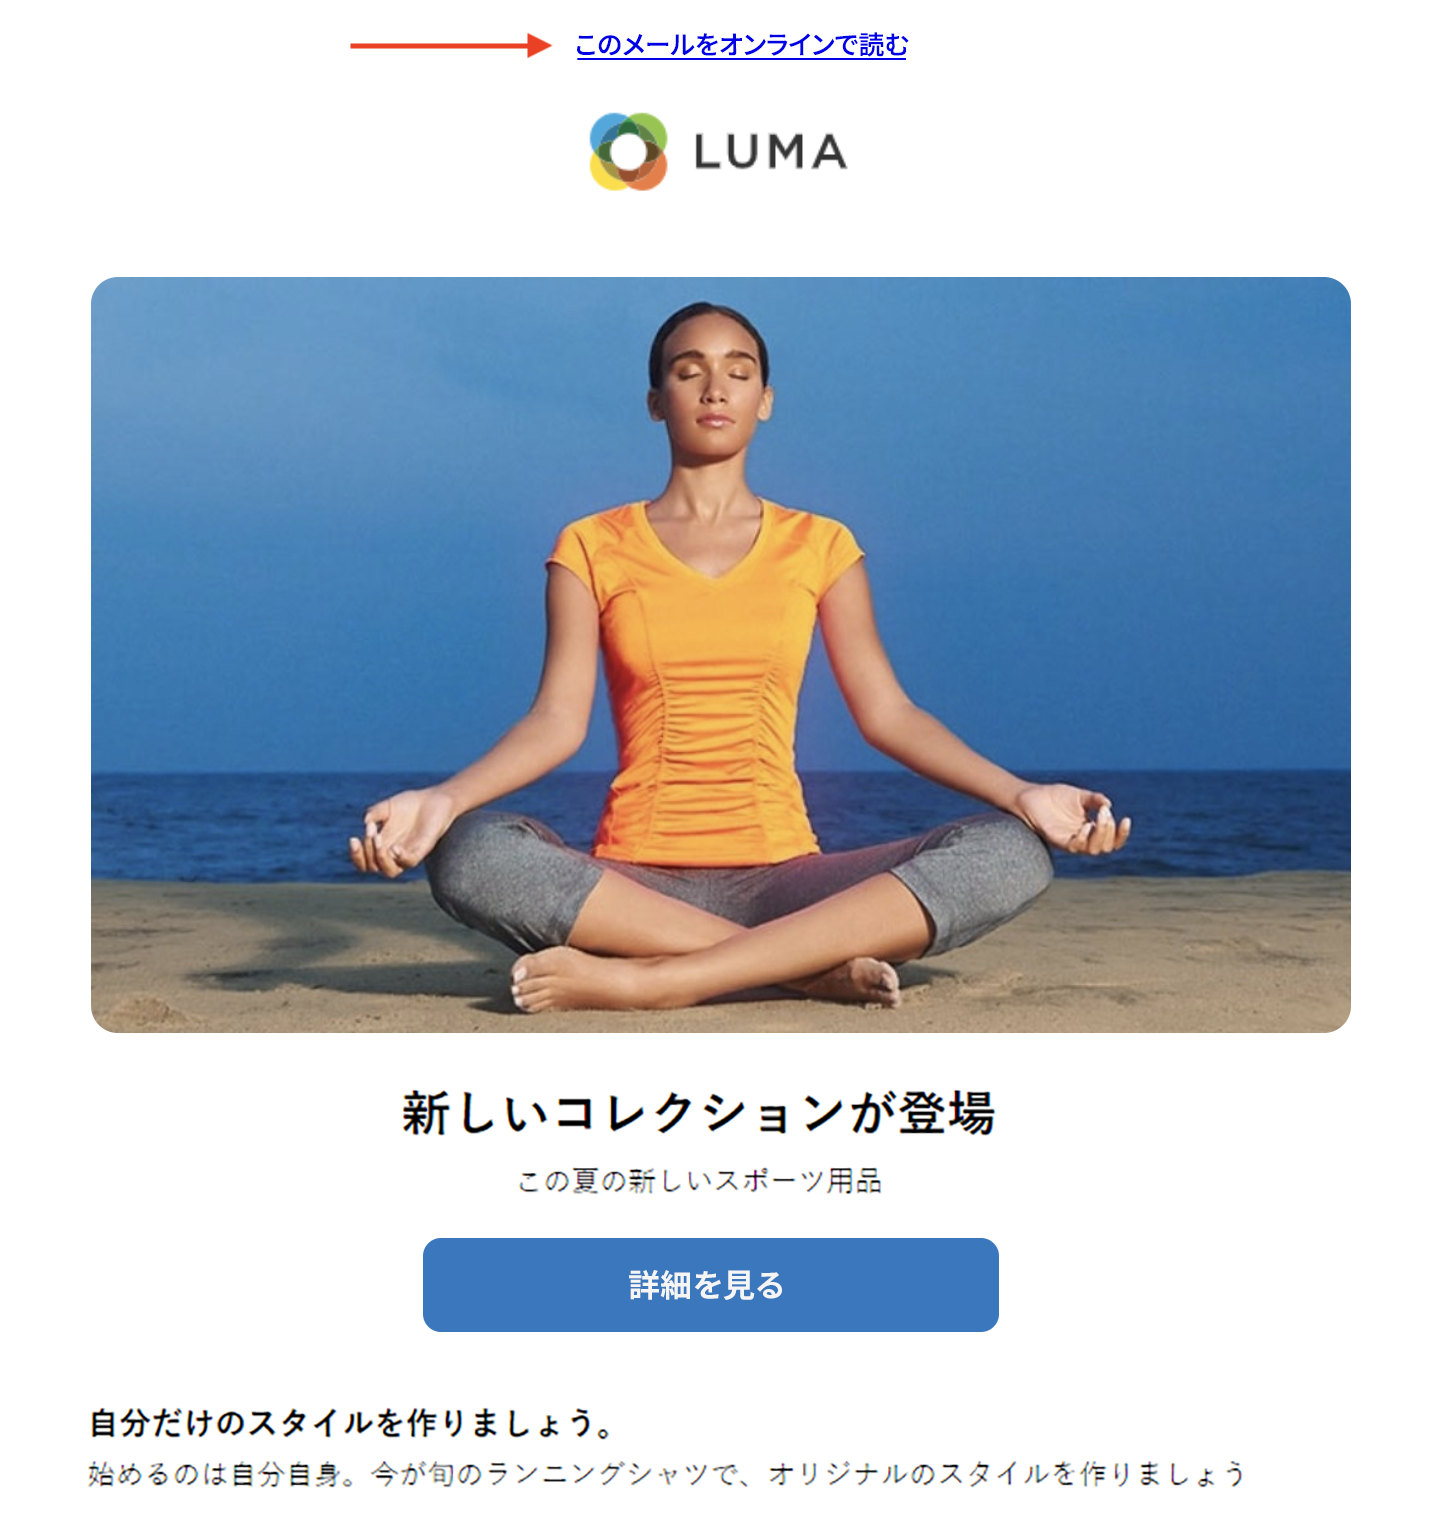 このメールをオンラインで読む
LUMA
新しいコレクションが登場
この夏の新しいスポーツ用品
詳細を見る
自分だけのスタイルを作りましょう。
始めるのは自分自身。今が旬のランニングシャツで、オリジナルのスタイルを作りましょう